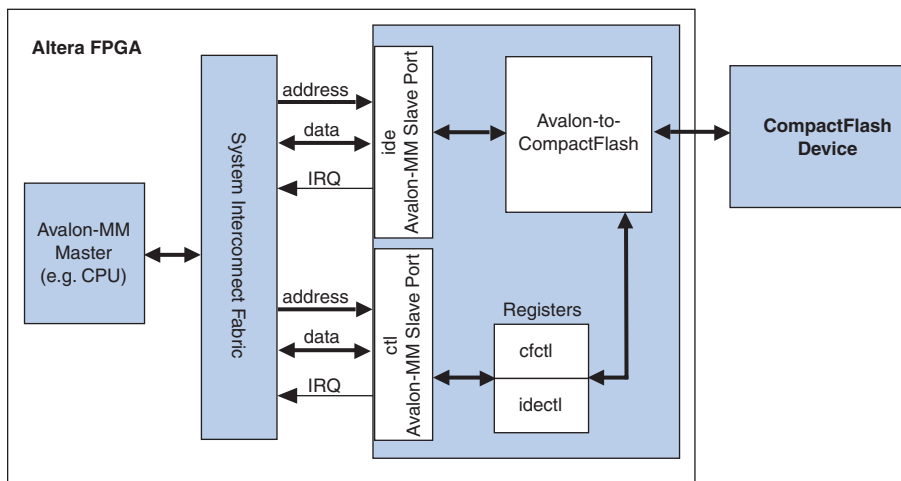 Altera FPGA
Avalon-MM
Master
(e.g. CPU)
System Interconnect Fabric
address
data
IRQ
address
data
IRQ
ide
Avalon-MM Slave Port
ctl
Avalon-MM Slave Port
Avalon-to-
CompactFlash
Registers
cfctl
idectl
CompactFlash
Device